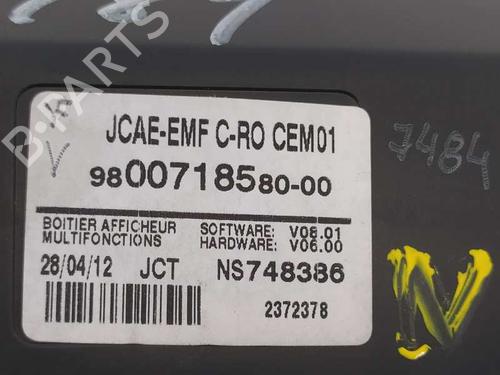 JCAE-EMF C-RO CEM01
9800718580-00
BOITIER AFFICHEUR SOFTWARE: V08.01
MULTIFONCTIONS HARDWARE: V06.00
28/04/12 JCT NS748386
2372378
7484
N
B-PARTS